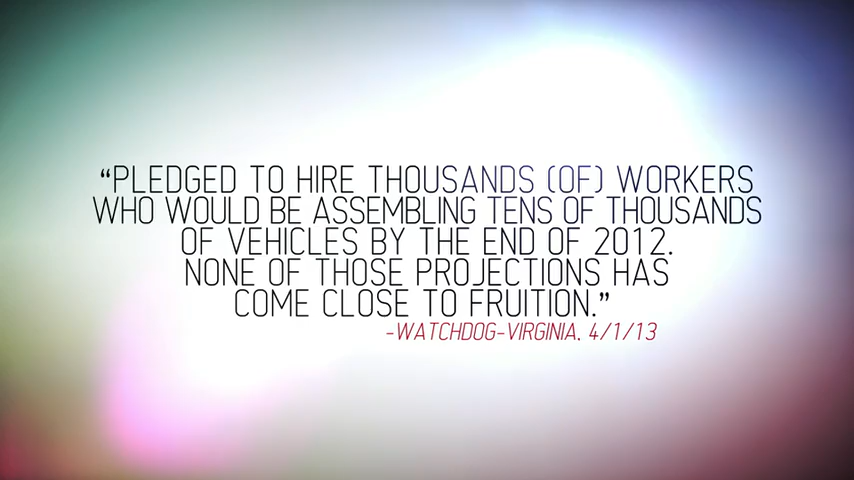 “PLEDGED TO HIRE THOUSANDS (OF) WORKERS
WHO WOULD BE ASSEMBLING TENS OF THOUSANDS
OF VEHICLES BY THE END OF 2012.
NONE OF THOSE PROJECTIONS HAS
COME CLOSE TO FRUITION.”
-WATCHDOG-VIRGINIA, 4/1/13